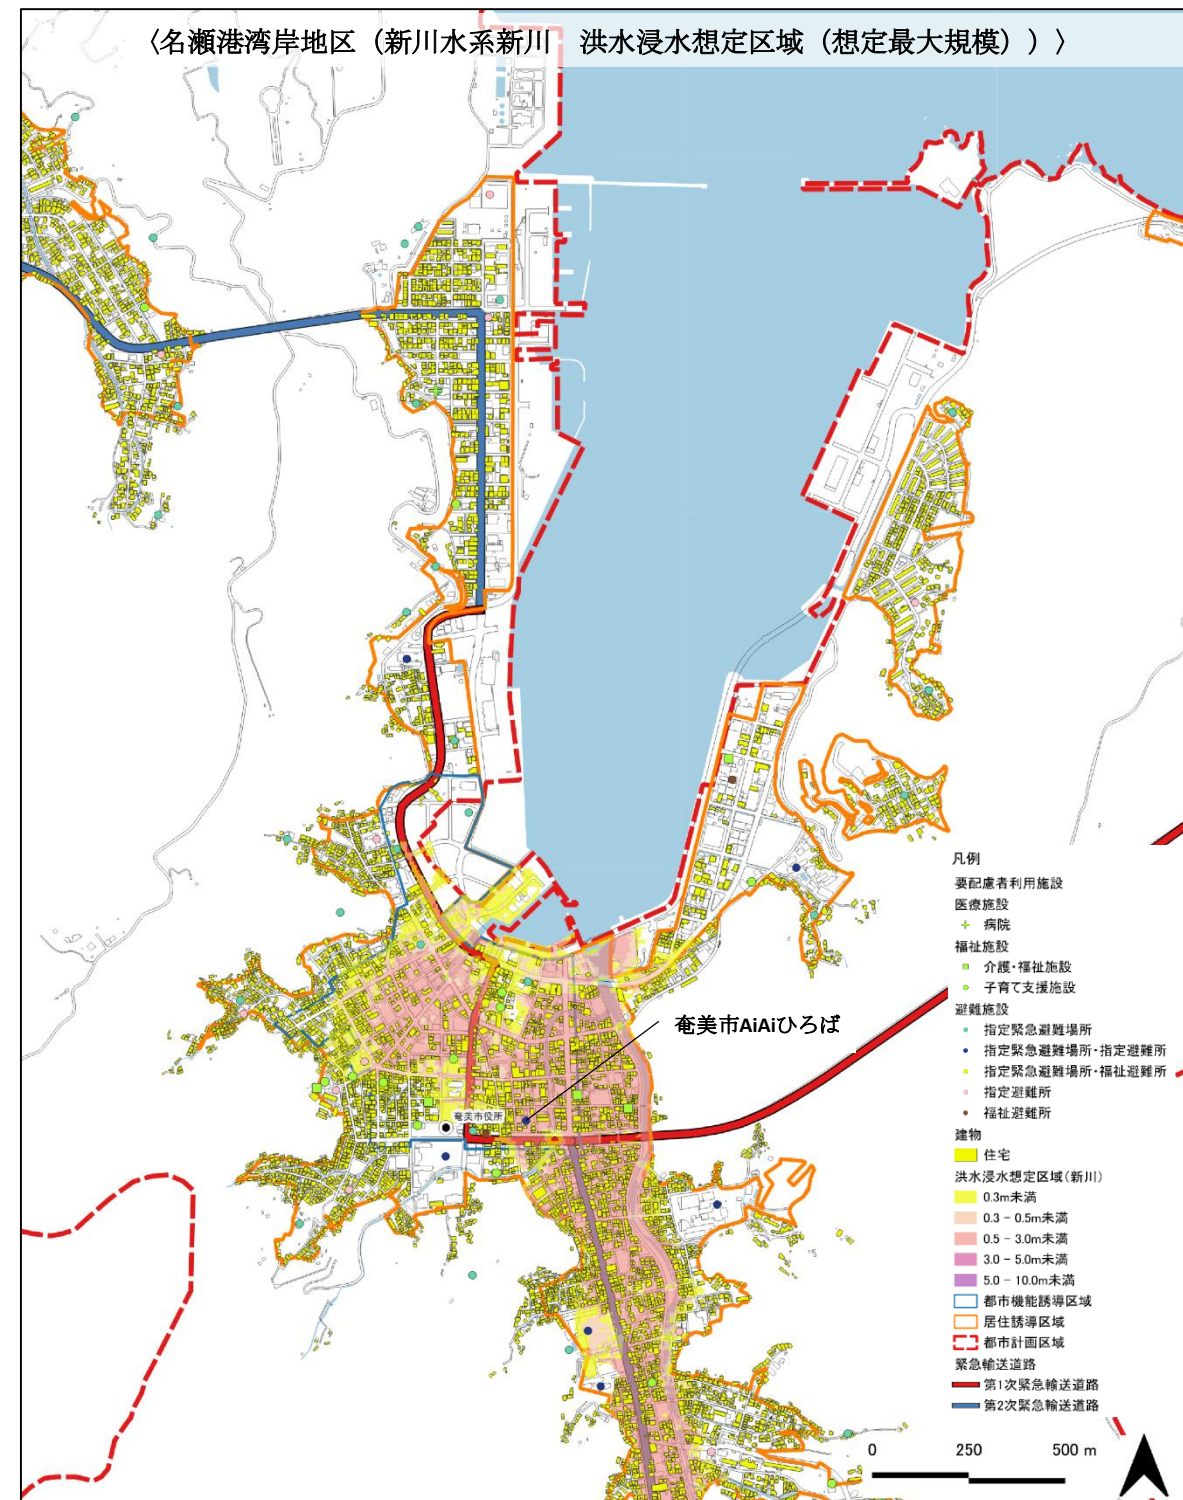 〈名瀬港湾岸地区（新川水系新川　洪水浸水想定区域（想定最大規模））〉
奄美市AiAiひろば
奄美市役所
凡例
要配慮者利用施設
医療施設
病院
福祉施設
介護・福祉施設
子育て支援施設
避難施設
指定緊急避難場所
指定緊急避難場所・指定避難所
指定緊急避難場所・福祉避難所
指定避難所
福祉避難所
建物
住宅
洪水浸水想定区域（新川）
0.3m未満
0.3 - 0.5m未満
0.5 - 3.0m未満
3.0 - 5.0m未満
5.0 - 10.0m未満
都市機能誘導区域
居住誘導区域
都市計画区域
緊急輸送道路
第1次緊急輸送道路
第2次緊急輸送道路
0 250 500 m